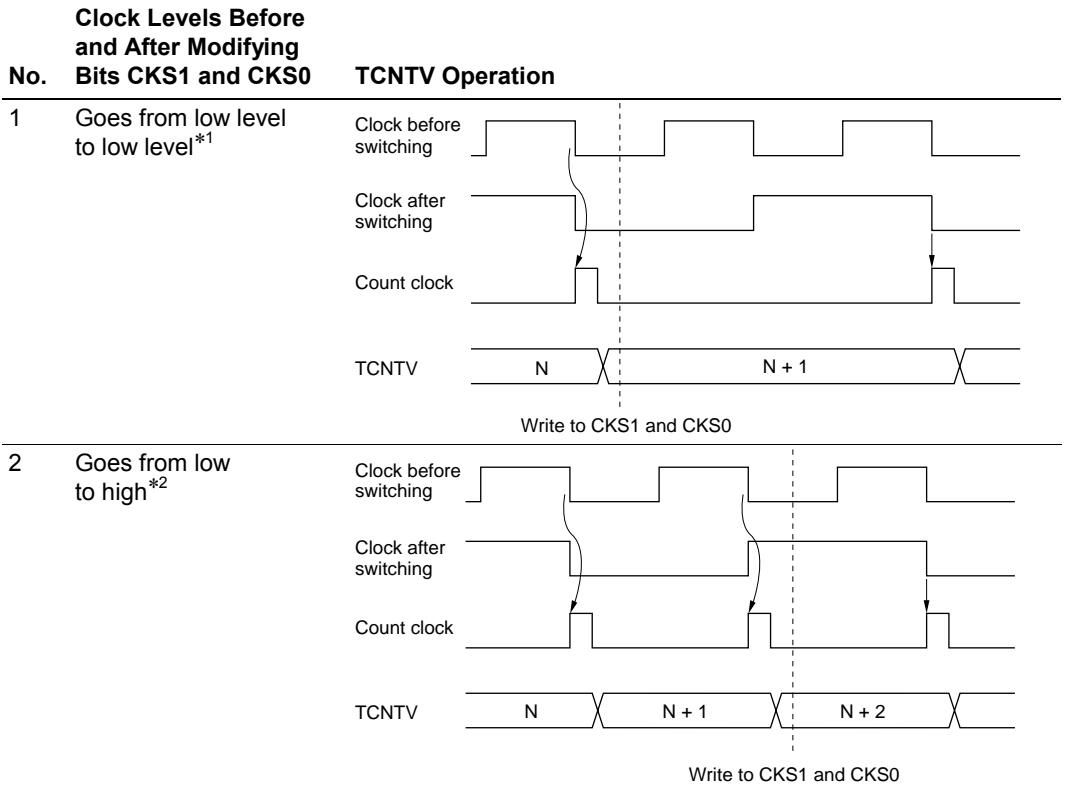 Clock Levels Before
and After Modifying
No. Bits CKS1 and CKS0 TCNTV Operation
1 Goes from low level
to low level*1
Clock before
switching
Clock after
switching
Count clock
TCNTV N N + 1
Write to CKS1 and CKS0
2 Goes from low
to high*2
Clock before
switching
Clock after
switching
Count clock
TCNTV N N + 1 N + 2
Write to CKS1 and CKS0